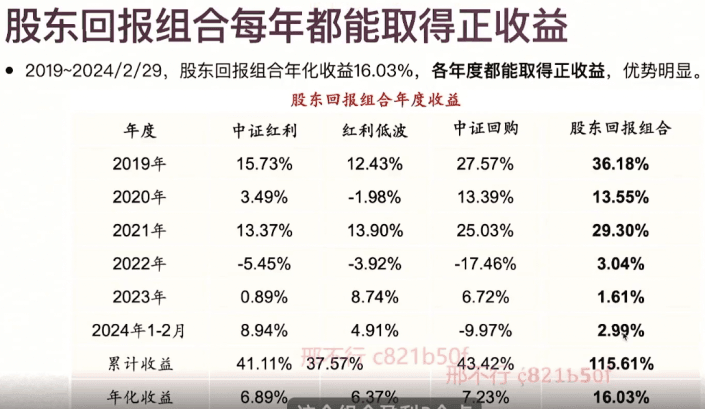 股东回报组合每年都能取得正收益
• 2019~2024/2/29，股东回报组合年化收益16.03%，各年度都能取得正收益，优势明显。
股东回报组合年度收益
年度 中证红利 红利低波 中证回购 股东回报组合
2019年 15.73% 12.43% 27.57% 36.18%
2020年 3.49% -1.98% 13.39% 13.55%
2021年 13.37% 13.90% 25.03% 29.30%
2022年 -5.45% -3.92% -17.46% 3.04%
2023年 0.89% 8.74% 6.72% 1.61%
2024年1-2月 8.94% 4.91% -9.97% 2.99%
邢不行 c821b50f
累计收益 41.11% 37.57% 43.42% 115.61%
邢不行 c821b50f
年化收益 6.89% 6.37% 7.23% 16.03%